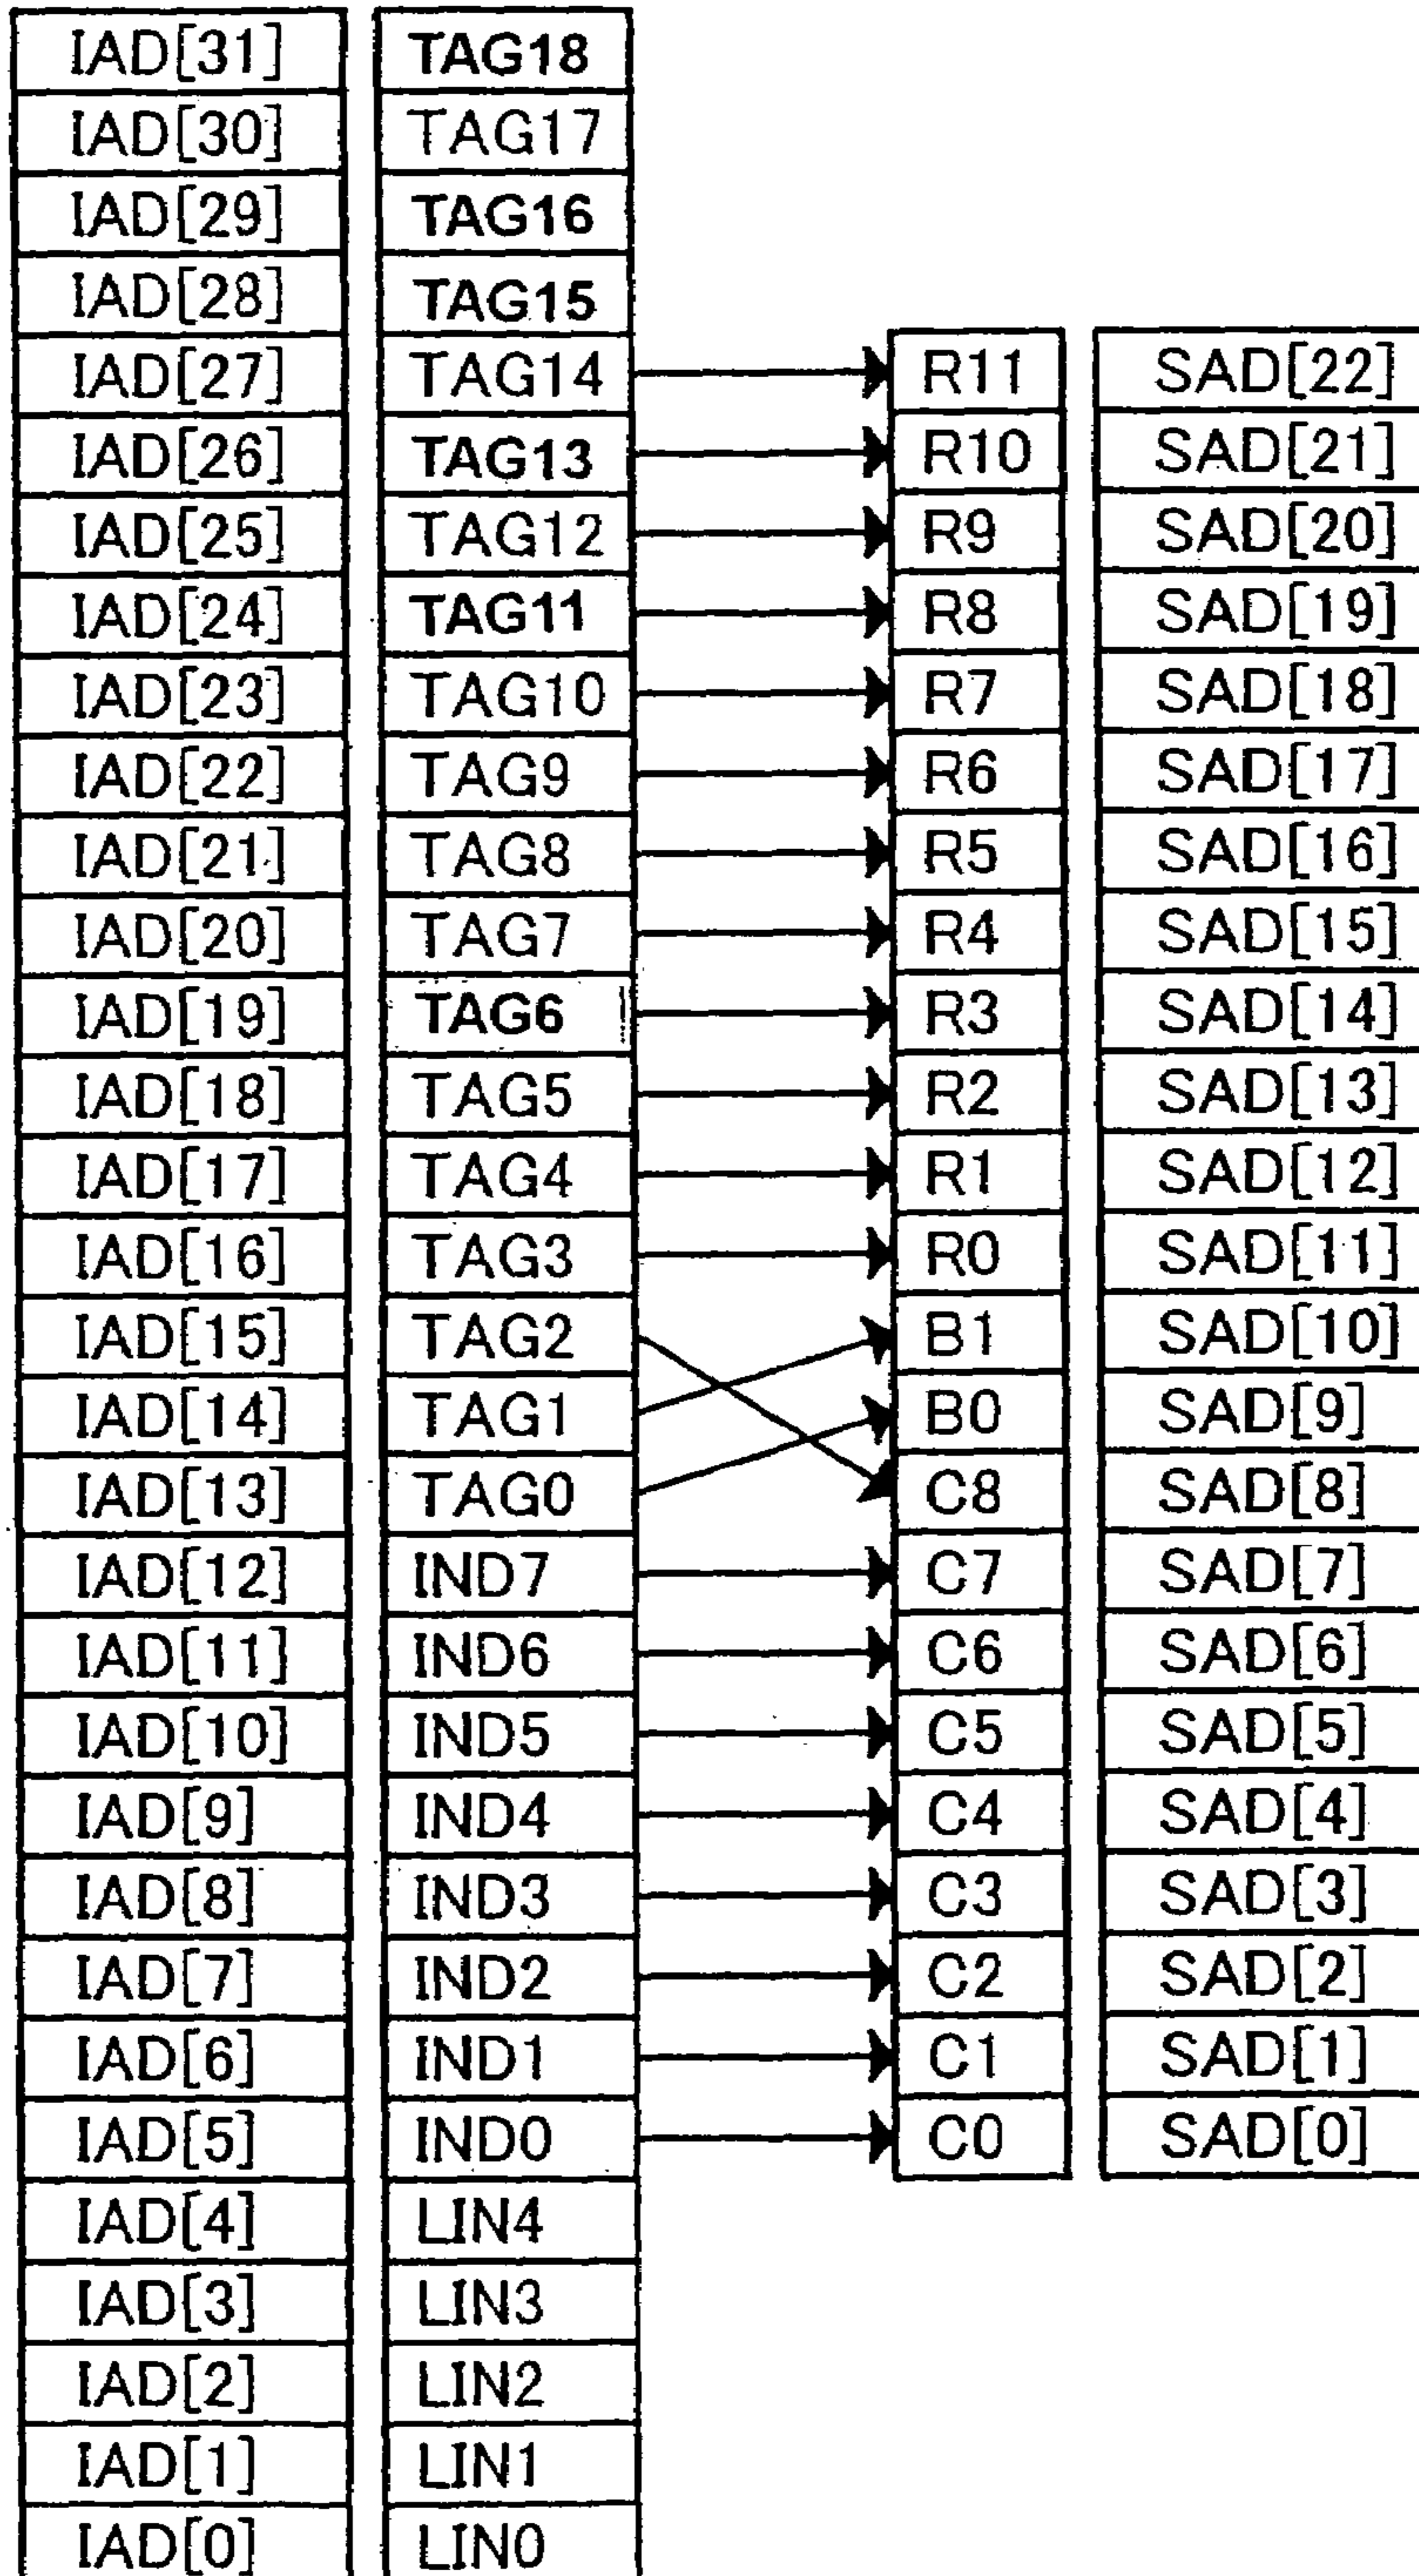 IAD[31] TAG18
IAD[30] TAG17
IAD[29] TAG16
IAD[28] TAG15
IAD[27] TAG14 R11 SAD[22]
IAD[26] TAG13 R10 SAD[21]
IAD[25] TAG12 R9 SAD[20]
IAD[24] TAG11 R8 SAD[19]
IAD[23] TAG10 R7 SAD[18]
IAD[22] TAG9 R6 SAD[17]
IAD[21] TAG8 R5 SAD[16]
IAD[20] TAG7 R4 SAD[15]
IAD[19] TAG6 R3 SAD[14]
IAD[18] TAG5 R2 SAD[13]
IAD[17] TAG4 R1 SAD[12]
IAD[16] TAG3 R0 SAD[11]
IAD[15] TAG2 B1 SAD[10]
IAD[14] TAG1 B0 SAD[9]
IAD[13] TAG0 C8 SAD[8]
IAD[12] IND7 C7 SAD[7]
IAD[11] IND6 C6 SAD[6]
IAD[10] IND5 C5 SAD[5]
IAD[9] IND4 C4 SAD[4]
IAD[8] IND3 C3 SAD[3]
IAD[7] IND2 C2 SAD[2]
IAD[6] IND1 C1 SAD[1]
IAD[5] IND0 C0 SAD[0]
IAD[4] LIN4
IAD[3] LIN3
IAD[2] LIN2
IAD[1] LIN1
IAD[0] LIN0